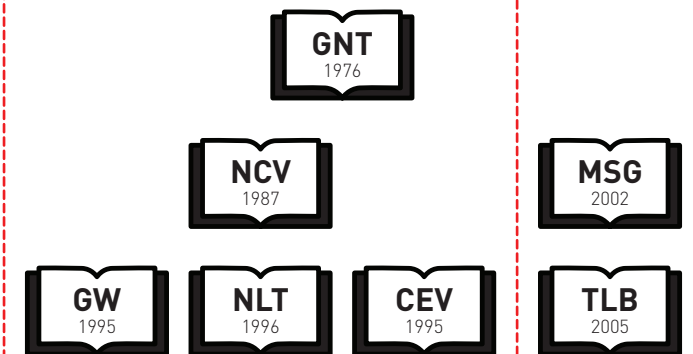 GNT
1976
NCV
1987
MSG
2002
GW
1995
NLT
1996
CEV
1995
TLB
2005